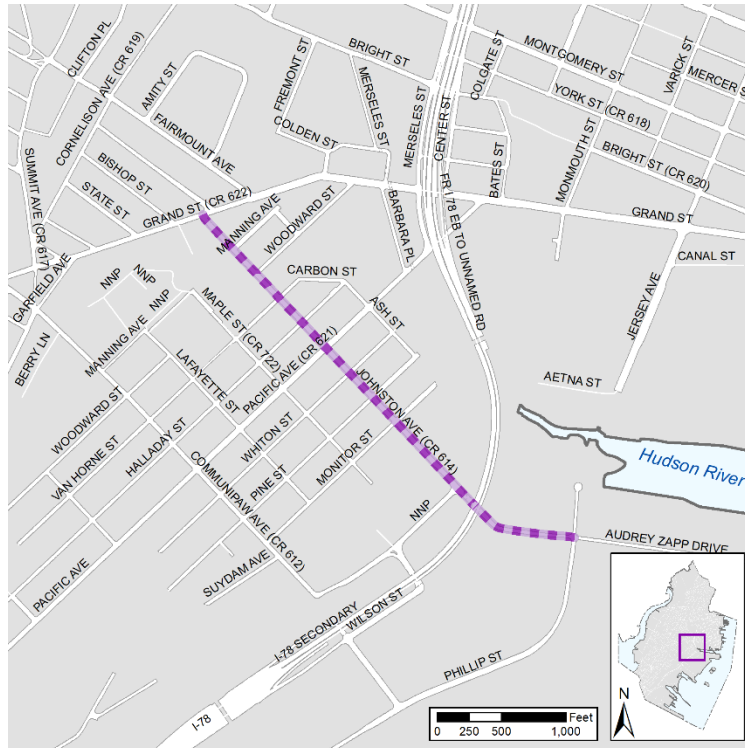 CLIFTON PL
CORNELISON AVE (CR 619)
AMITY ST
FREMONT ST
BRIGHT ST
MERSELES ST
MERSELES ST
CENTER ST
COLGATE ST
MONTGOMERY ST
VARICK ST
MERCER S
YORK ST (CR 618)
FAIRMOUNT AVE
COLDEN ST
BISHOP ST
STATE ST
SUMMIT AVE (CR 617)
GRAND ST (CR 622)
MANNING AVE
WOODWARD ST
BARBARA PL
BATES ST
MONMOUTH ST
BRIGHT ST (CR 620)
GRAND ST
FR I 78 EB TO UNNAMED RD
CANAL ST
JERSEY AVE
GARFIELD AVE
BERRY LN
NNP
NNP
NNP
MANNING AVE
CARBON ST
ASH ST
MAPLE ST (CR 722)
LAFAYETTE ST
PACIFIC AVE (CR 621)
AETNA ST
WOODWARD ST
VAN HORNE ST
HALLADAY ST
WHITON ST
PINE ST
MONITOR ST
JOHNSTON AVE (CR 614)
Hudson River
COMMUNIPAW AVE (CR 612)
NNP
AUDREY ZAPP DRIVE
SUYDAM AVE
PACIFIC AVE
I-78 SECONDARY
WILSON ST
PHILLIP ST
I-78
N
Feet
0 250 500 1,000